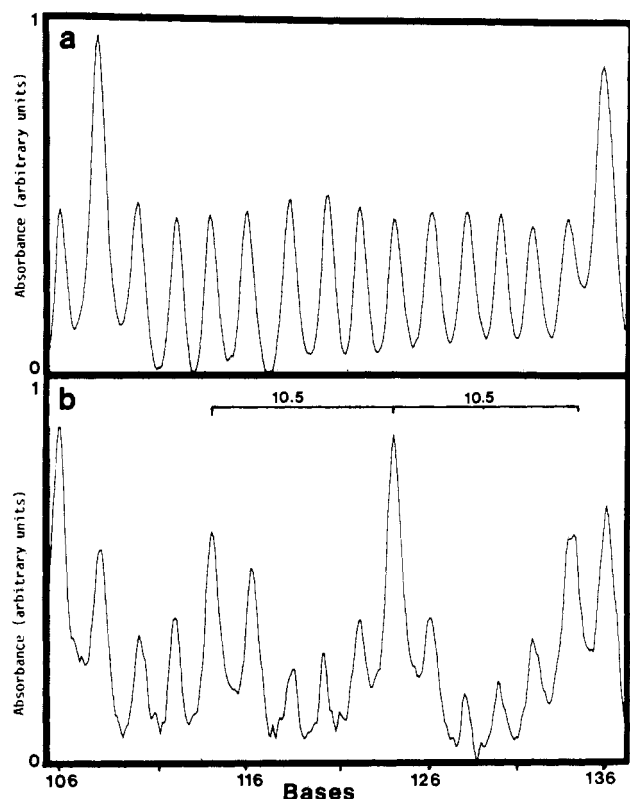 1
a
Absorbance (arbitrary units)
0
1
b
10.5 10.5
Absorbance (arbitrary units)
0
106 116 126 136
Bases